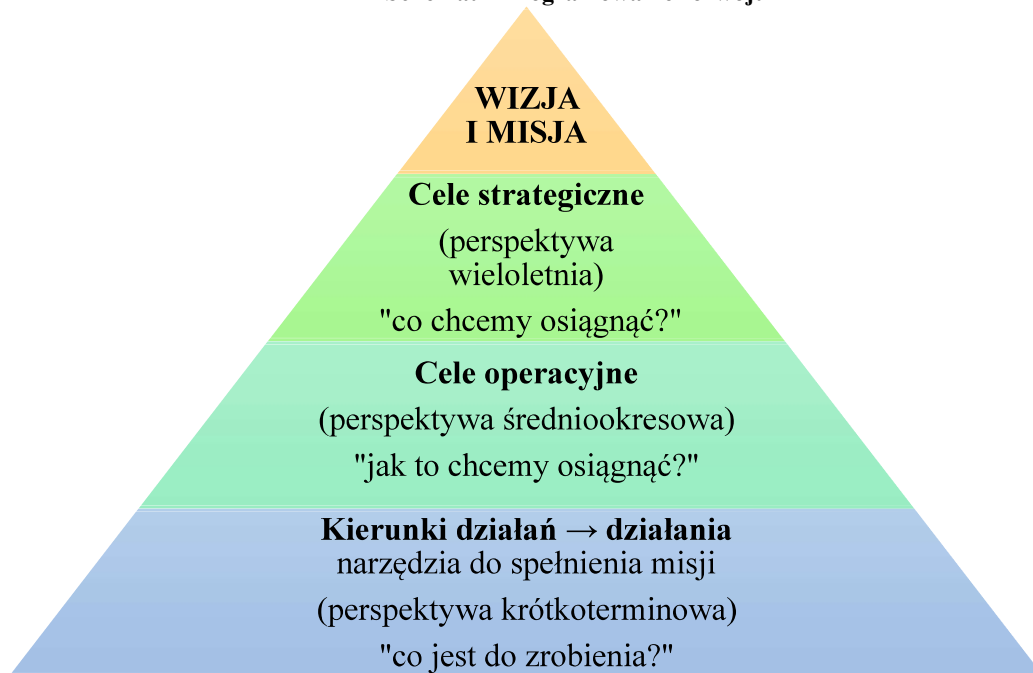 WIZJA
I MISJA
Cele strategiczne
(perspektywa
wieloletnia)
"co chcemy osiągnąć?"
Cele operacyjne
(perspektywa średniookresowa)
"jak to chcemy osiągnąć?"
Kierunki działań → działania
narzędzia do spełnienia misji
(perspektywa krótkoterminowa)
"co jest do zrobienia?"